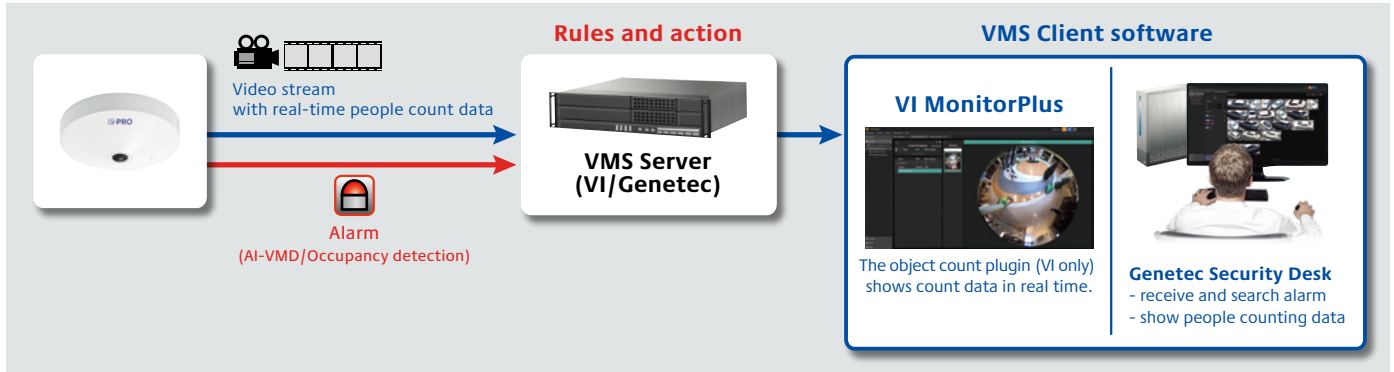 i-PRO
Video stream
with real-time people count data
Alarm
(AI-VMD/Occupancy detection)
Rules and action
VMS Server
(VI/Genetec)
VMS Client software
VI MonitorPlus
The object count plugin (VI only)
shows count data in real time.
Genetec Security Desk
- receive and search alarm
- show people counting data